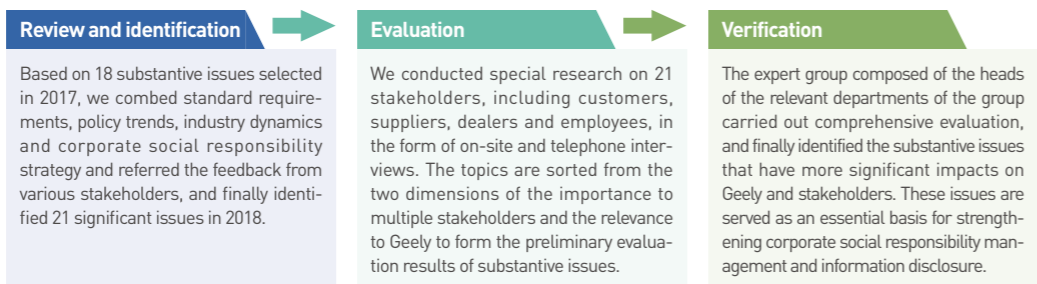 Review and identification
Based on 18 substantive issues selected
in 2017, we combed standard require-
ments, policy trends, industry dynamics
and corporate social responsibility
strategy and referred the feedback from
various stakeholders, and finally identi-
fied 21 significant issues in 2018.
Evaluation
We conducted special research on 21
stakeholders, including customers,
suppliers, dealers and employees, in
the form of on-site and telephone inter-
views. The topics are sorted from the
two dimensions of the importance to
multiple stakeholders and the relevance
to Geely to form the preliminary evalua-
tion results of substantive issues.
Verification
The expert group composed of the heads
of the relevant departments of the group
carried out comprehensive evaluation,
and finally identified the substantive issues
that have more significant impacts on
Geely and stakeholders. These issues are
served as an essential basis for strength-
ening corporate social responsibility man-
agement and information disclosure.